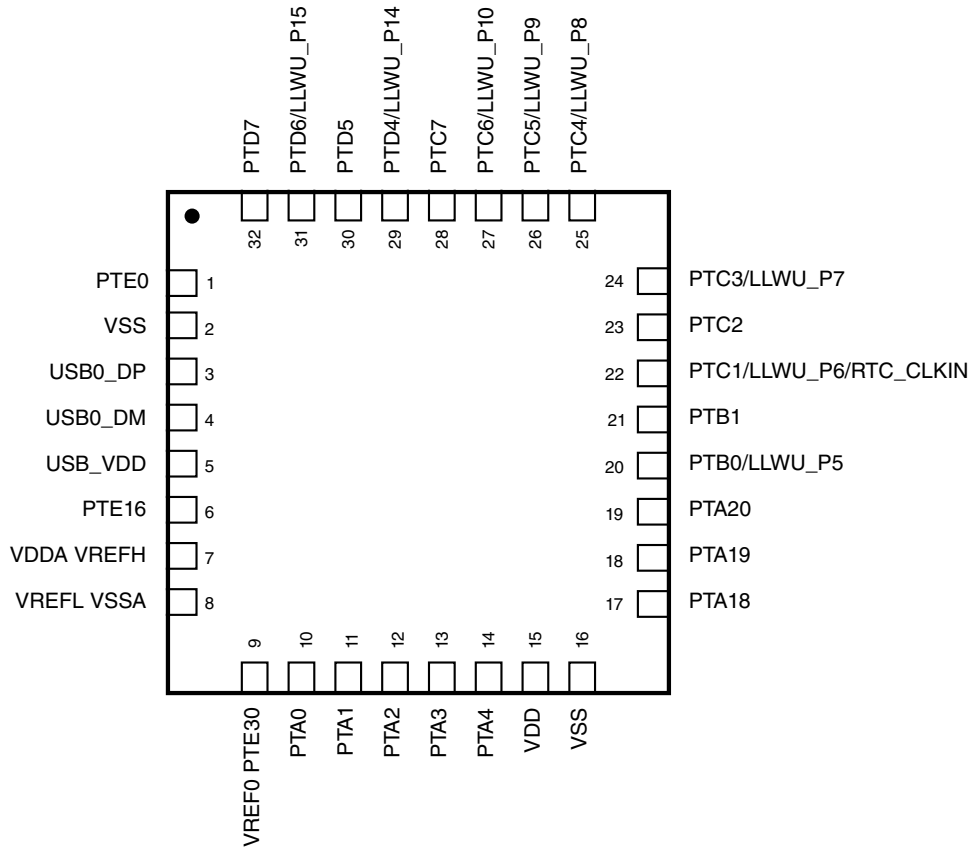 PTD7
PTD6/LLWU_P15
PTD5
PTD4/LLWU_P14
PTC7
PTC6/LLWU_P10
PTC5/LLWU_P9
PTC4/LLWU_P8
32
31
30
29
28
27
26
25
PTE0 1
VSS 2
USB0_DP 3
USB0_DM 4
USB_VDD 5
PTE16 6
VDDA VREFH 7
VREFL VSSA 8
24 PTC3/LLWU_P7
23 PTC2
22 PTC1/LLWU_P6/RTC_CLKIN
21 PTB1
20 PTB0/LLWU_P5
19 PTA20
18 PTA19
17 PTA18
9
10
11
12
13
14
15
16
VREF0 PTE30
PTA0
PTA1
PTA2
PTA3
PTA4
VDD
VSS